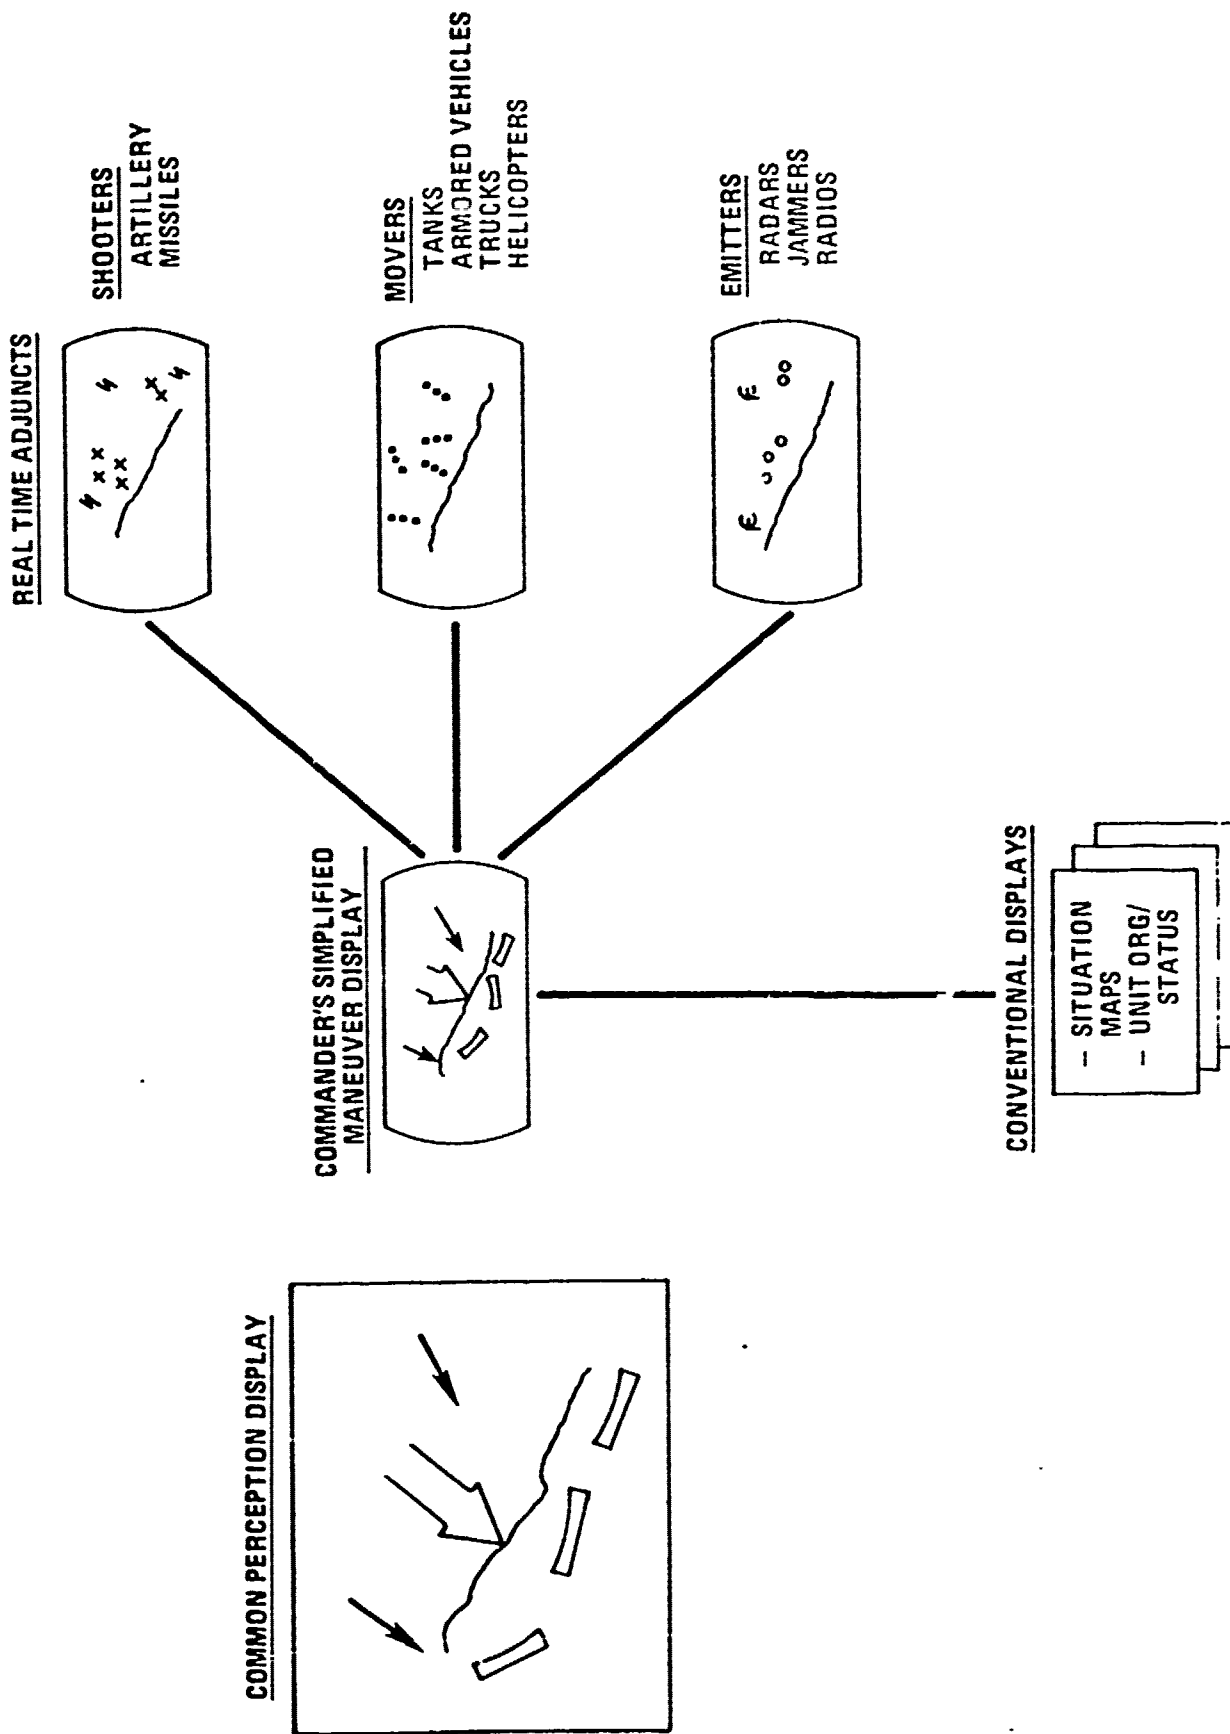 COMMON PERCEPTION DISPLAY
COMMANDER'S SIMPLIFIED
MANEUVER DISPLAY
REAL TIME ADJUNCTS
SHOOTERS
ARTILLERY
MISSILES
MOVERS
TANKS
ARMORED VEHICLES
TRUCKS
HELICOPTERS
EMITTERS
RADARS
JAMMERS
RADIOS
CONVENTIONAL DISPLAYS
– SITUATION
MAPS
– UNIT ORG/
STATUS